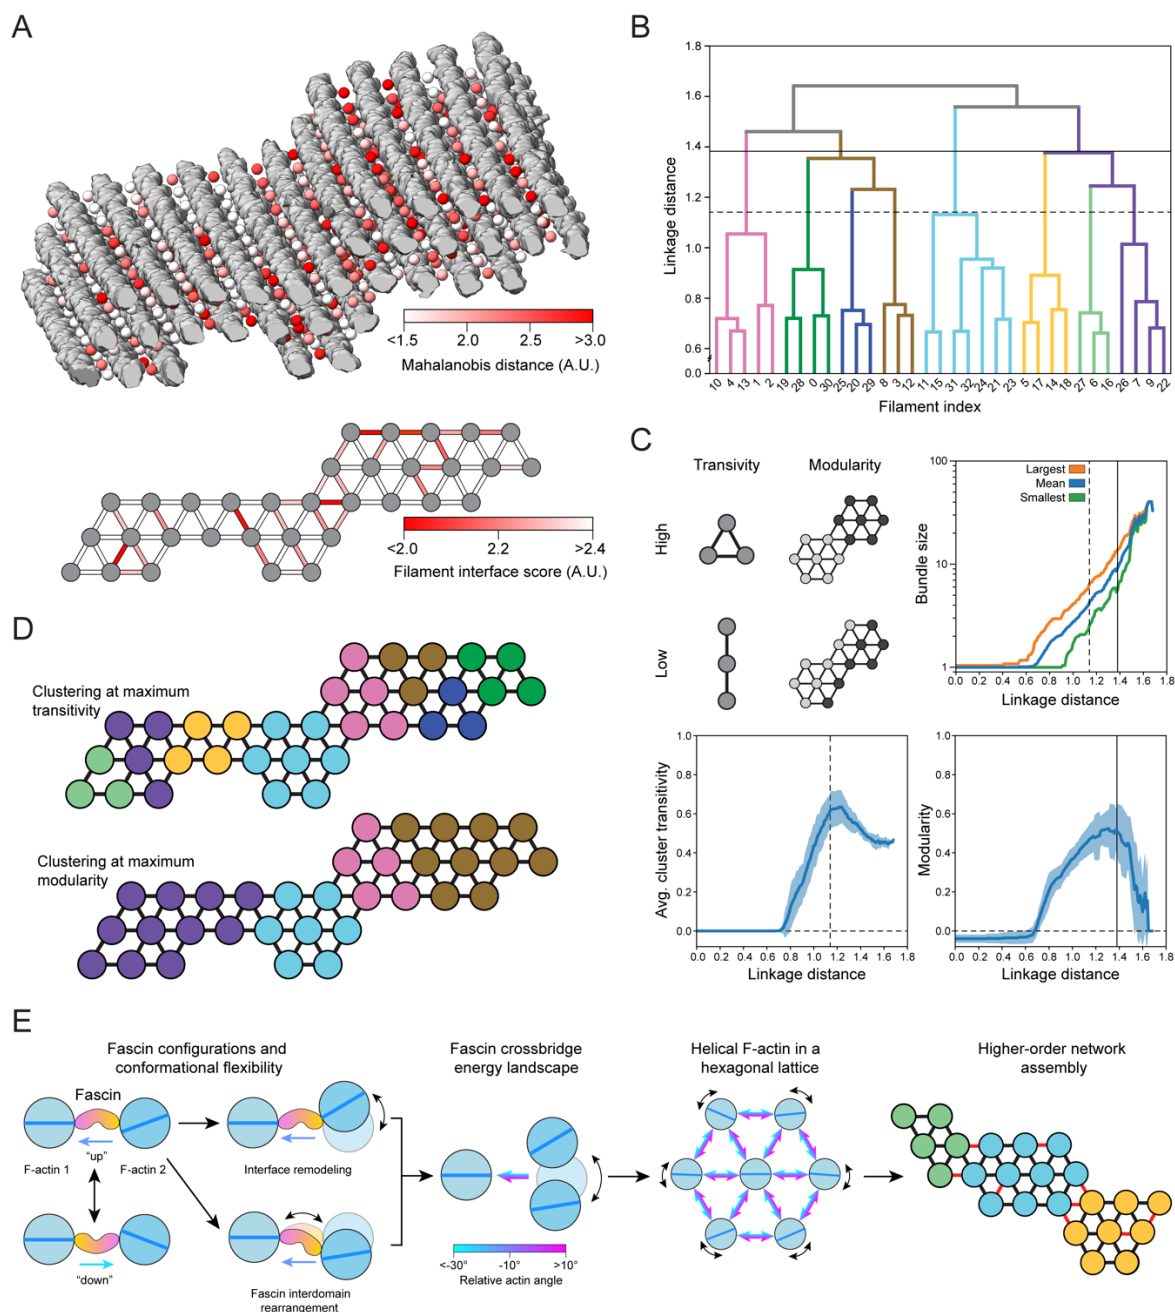 A
<1.5 2.0 2.5 >3.0
Mahalanobis distance (A.U.)
<2.0 2.2 >2.4
Filament interface score (A.U.)
B
Linkage distance
1.8
1.6
1.4
1.2
1.0
0.8
0.6
0.0
10 4 13 1 2 19 28 0 30 25 20 29 8 3 12 11 15 31 32 24 21 23 5 17 14 18 27 6 16 26 7 9 22
Filament index
C
Transivity Modularity
High
Low
Largest
Mean
Smallest
Bundle size
100
10
1
0.0 0.2 0.4 0.6 0.8 1.0 1.2 1.4 1.6 1.8
Linkage distance
Avg. cluster transitivity
1.0
0.8
0.6
0.4
0.2
0.0
0.0 0.2 0.4 0.6 0.8 1.0 1.2 1.4 1.6 1.8
Linkage distance
Modularity
1.0
0.8
0.6
0.4
0.2
0.0
0.0 0.2 0.4 0.6 0.8 1.0 1.2 1.4 1.6 1.8
Linkage distance
D
Clustering at maximum
transitivity
Clustering at maximum
modularity
E
Fascin configurations and
conformational flexibility
Fascin
F-actin 1 "up" F-actin 2
"down"
Interface remodeling
Fascin interdomain
rearrangement
Fascin crossbridge
energy landscape
<-30° -10° >10°
Relative actin angle
Helical F-actin in a
hexagonal lattice
Higher-order network
assembly